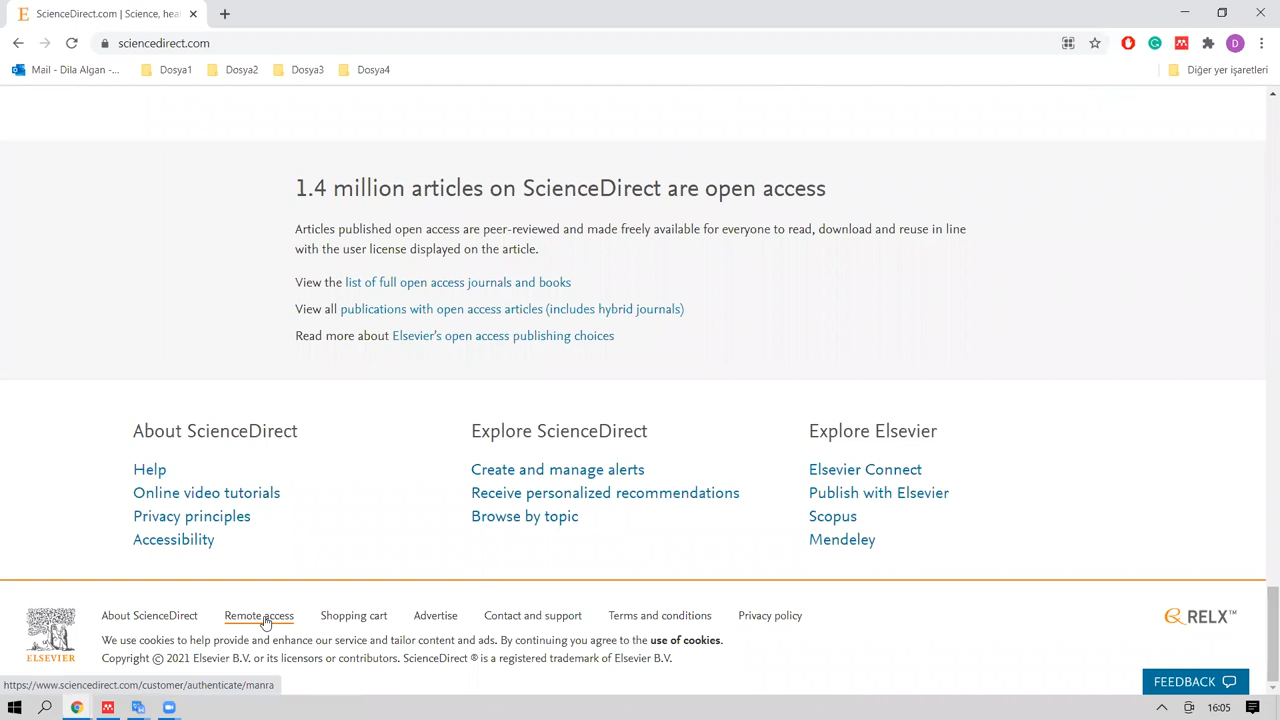 ScienceDirect.com | Science, hea
sciencedirect.com
Mail - Dila Algan -...
Dosya1
Dosya2
Dosya3
Dosya4
Diğer yer işaretleri
1.4 million articles on ScienceDirect are open access
Articles published open access are peer-reviewed and made freely available for everyone to read, download and reuse in line
with the user license displayed on the article.
View the list of full open access journals and books
View all publications with open access articles (includes hybrid journals)
Read more about Elsevier's open access publishing choices
About ScienceDirect
Help
Online video tutorials
Privacy principles
Accessibility
Explore ScienceDirect
Create and manage alerts
Receive personalized recommendations
Browse by topic
Explore Elsevier
Elsevier Connect
Publish with Elsevier
Scopus
Mendeley
ELSEVIER
About ScienceDirect
Remote access
Shopping cart
Advertise
Contact and support
Terms and conditions
Privacy policy
We use cookies to help provide and enhance our service and tailor content and ads. By continuing you agree to the use of cookies.
Copyright © 2021 Elsevier B.V. or its licensors or contributors. ScienceDirect ® is a registered trademark of Elsevier B.V.
RELX™
FEEDBACK
https://www.sciencedirect.com/customer/authenticate/manra
16:05